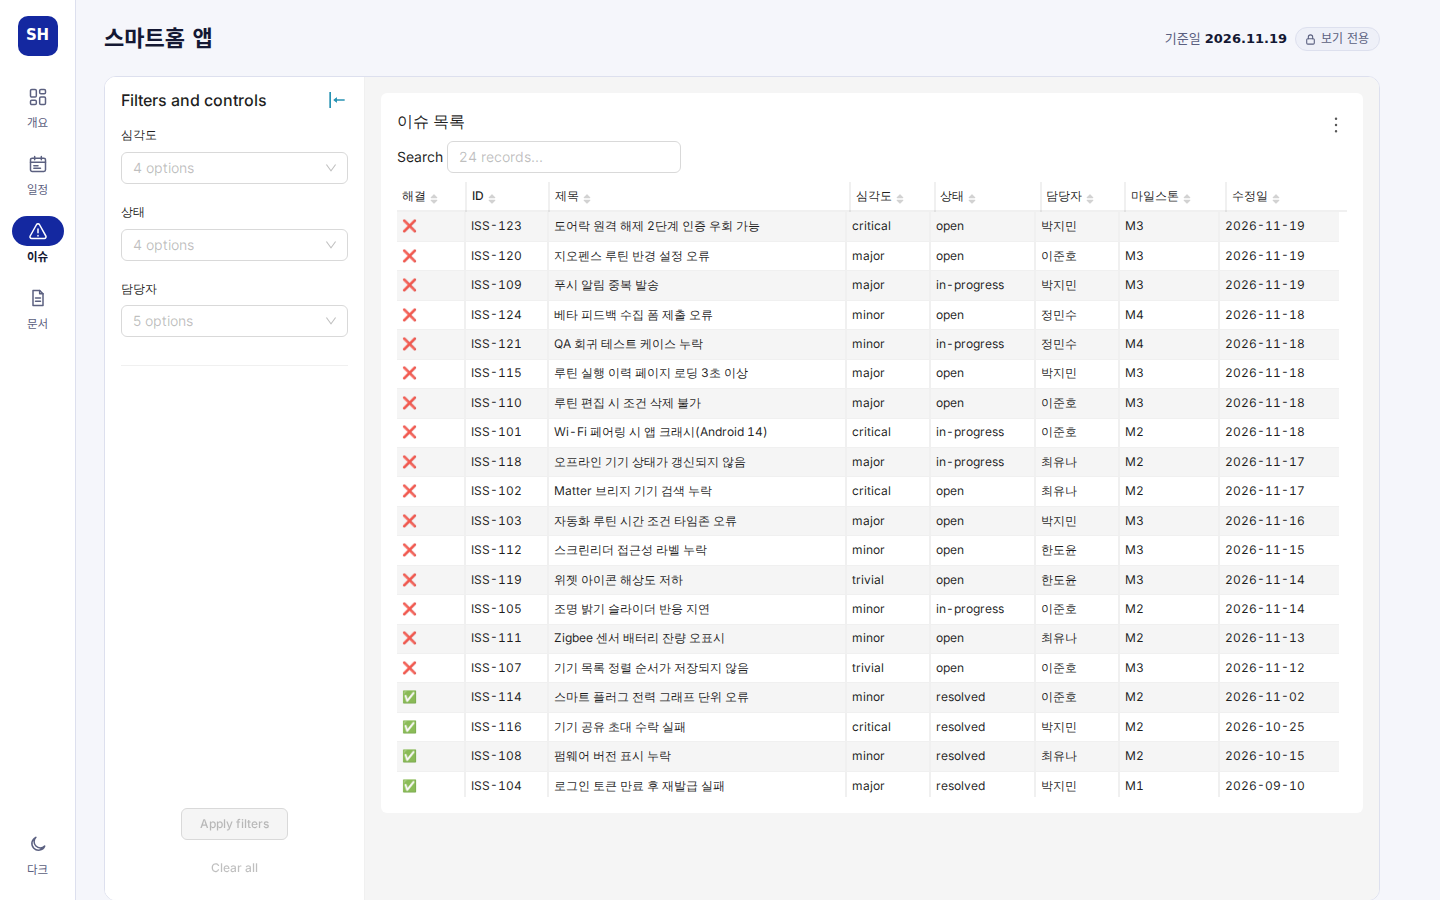 SH
개요
일정
이슈
문서
다크
스마트홈 앱
기준일 2026.11.19 보기 전용
Filters and controls
심각도
4 options
상태
4 options
담당자
5 options
Apply filters
Clear all
이슈 목록
Search 24 records...
해결 ID 제목 심각도 상태 담당자 마일스톤 수정일
❌ ISS-123 도어락 원격 해제 2단계 인증 우회 가능 critical open 박지민 M3 2026-11-19
❌ ISS-120 지오펜스 루틴 반경 설정 오류 major open 이준호 M3 2026-11-19
❌ ISS-109 푸시 알림 중복 발송 major in-progress 박지민 M3 2026-11-19
❌ ISS-124 베타 피드백 수집 폼 제출 오류 minor open 정민수 M4 2026-11-18
❌ ISS-121 QA 회귀 테스트 케이스 누락 minor in-progress 정민수 M4 2026-11-18
❌ ISS-115 루틴 실행 이력 페이지 로딩 3초 이상 major open 박지민 M3 2026-11-18
❌ ISS-110 루틴 편집 시 조건 삭제 불가 major open 이준호 M3 2026-11-18
❌ ISS-101 Wi-Fi 페어링 시 앱 크래시(Android 14) critical in-progress 이준호 M2 2026-11-18
❌ ISS-118 오프라인 기기 상태가 갱신되지 않음 major in-progress 최유나 M2 2026-11-17
❌ ISS-102 Matter 브리지 기기 검색 누락 critical open 최유나 M2 2026-11-17
❌ ISS-103 자동화 루틴 시간 조건 타임존 오류 major open 박지민 M3 2026-11-16
❌ ISS-112 스크린리더 접근성 라벨 누락 minor open 한도윤 M3 2026-11-15
❌ ISS-119 위젯 아이콘 해상도 저하 trivial open 한도윤 M3 2026-11-14
❌ ISS-105 조명 밝기 슬라이더 반응 지연 minor in-progress 이준호 M2 2026-11-14
❌ ISS-111 Zigbee 센서 배터리 잔량 오표시 minor open 최유나 M2 2026-11-13
❌ ISS-107 기기 목록 정렬 순서가 저장되지 않음 trivial open 이준호 M3 2026-11-12
✅ ISS-114 스마트 플러그 전력 그래프 단위 오류 minor resolved 이준호 M2 2026-11-02
✅ ISS-116 기기 공유 초대 수락 실패 critical resolved 박지민 M2 2026-10-25
✅ ISS-108 펌웨어 버전 표시 누락 minor resolved 최유나 M2 2026-10-15
✅ ISS-104 로그인 토큰 만료 후 재발급 실패 major resolved 박지민 M1 2026-09-10